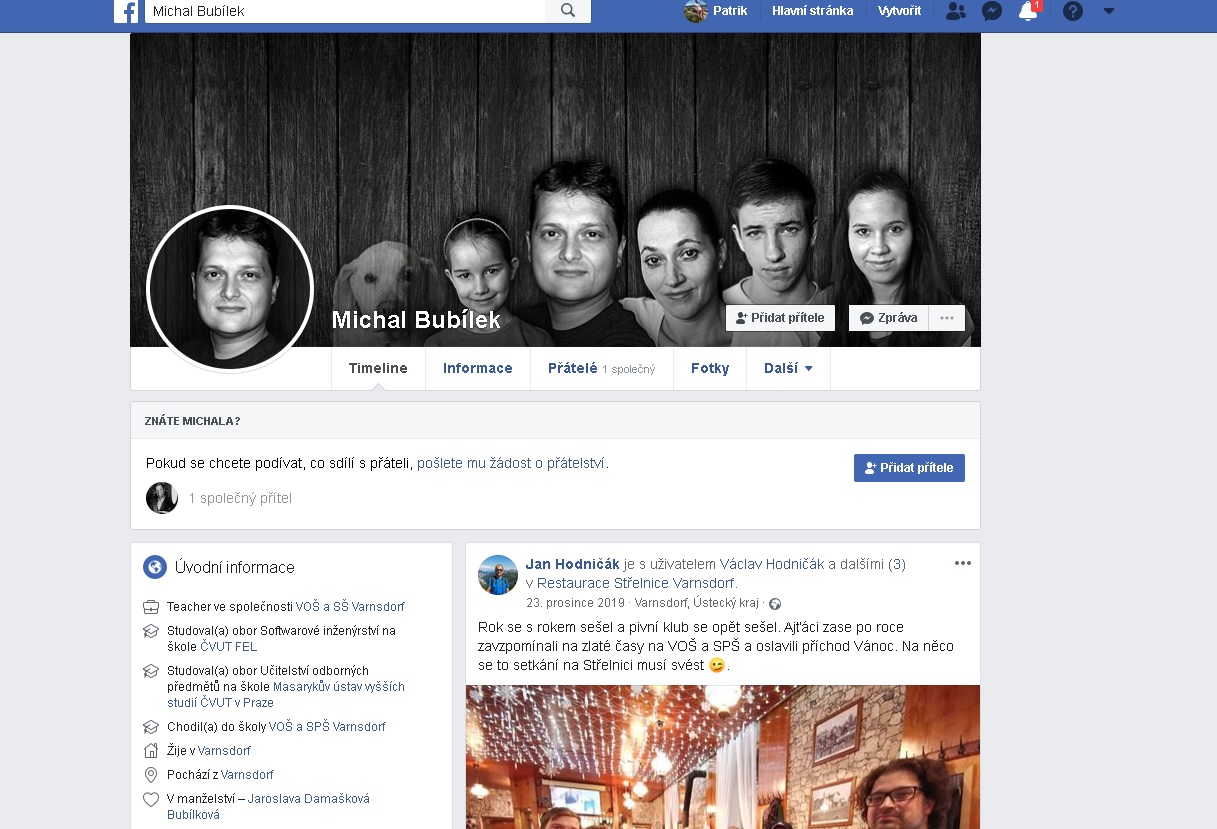 Michal Bubílek
Patrik
Hlavní stránka
Vytvořit
1
Michal Bubílek
Přidat přítele
Zpráva
Timeline
Informace
Přátelé 1 společný
Fotky
Další
ZNÁTE MICHALA?
Pokud se chcete podívat, co sdílí s přáteli, pošlete mu žádost o přátelství.
Přidat přítele
1 společný přítel
Úvodní informace
Teacher ve společnosti VOŠ a SŠ Varnsdorf
Studoval(a) obor Softwarové inženýrství na
škole ČVUT FEL
Studoval(a) obor Učitelství odborných
předmětů na škole Masarykův ústav vyšších
studií ČVUT v Praze
Chodil(a) do školy VOŠ a SPŠ Varnsdorf
Žije v Varnsdorf
Pochází z Varnsdorf
V manželství – Jaroslava Damašková
Bubílková
Jan Hodničák je s uživatelem Václav Hodničák a dalšími (3)
v Restaurace Střelnice Varnsdorf.
23. prosince 2019 · Varnsdorf, Ústecký kraj ·
Rok se s rokem sešel a pivní klub se opět sešel. Ajťáci zase po roce
zavzpomínali na zlaté časy na VOŠ a SPŠ a oslavili příchod Vánoc. Na něco
se to setkání na Střelnici musí svést 😉.